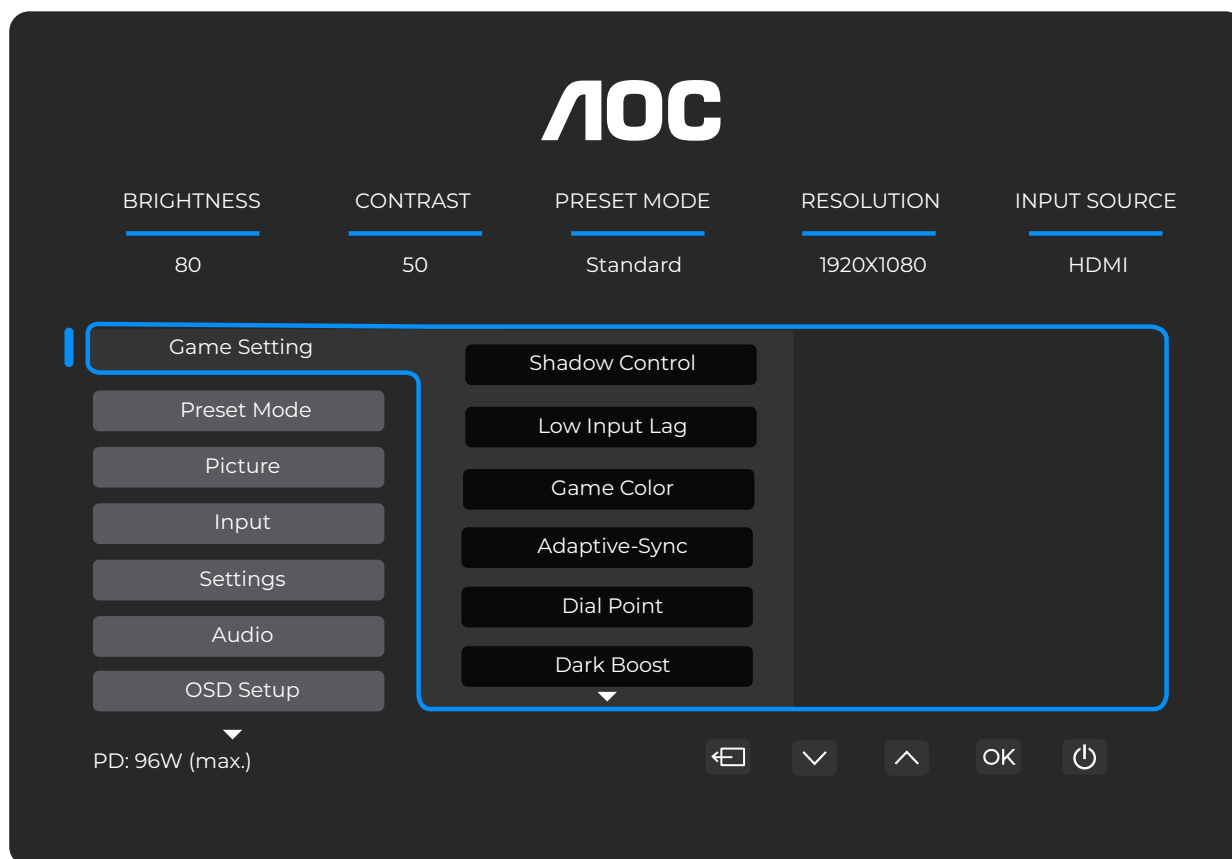 AOC
BRIGHTNESS CONTRAST PRESET MODE RESOLUTION INPUT SOURCE
80 50 Standard 1920X1080 HDMI
Game Setting
Preset Mode
Picture
Input
Settings
Audio
OSD Setup
Shadow Control
Low Input Lag
Game Color
Adaptive-Sync
Dial Point
Dark Boost
PD: 96W (max.)
OK